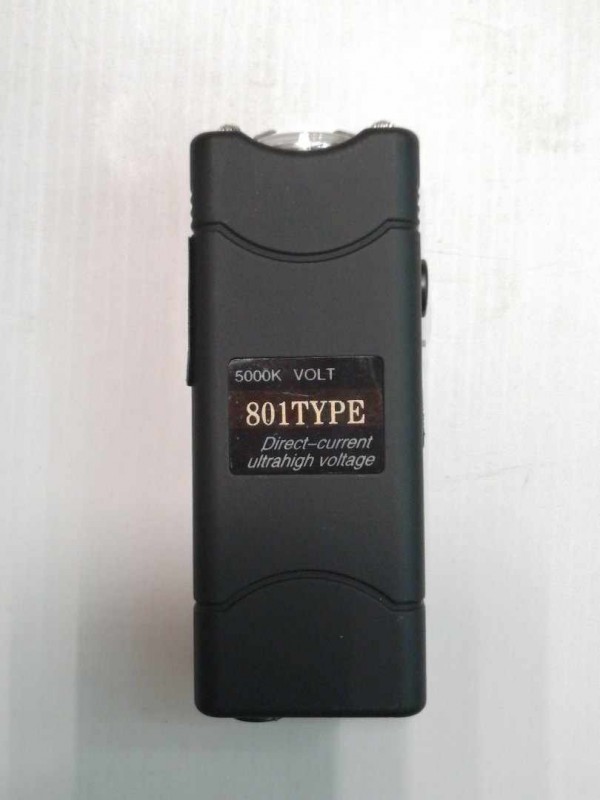 5000K VOLT
801TYPE
Direct-current
ultrahigh voltage